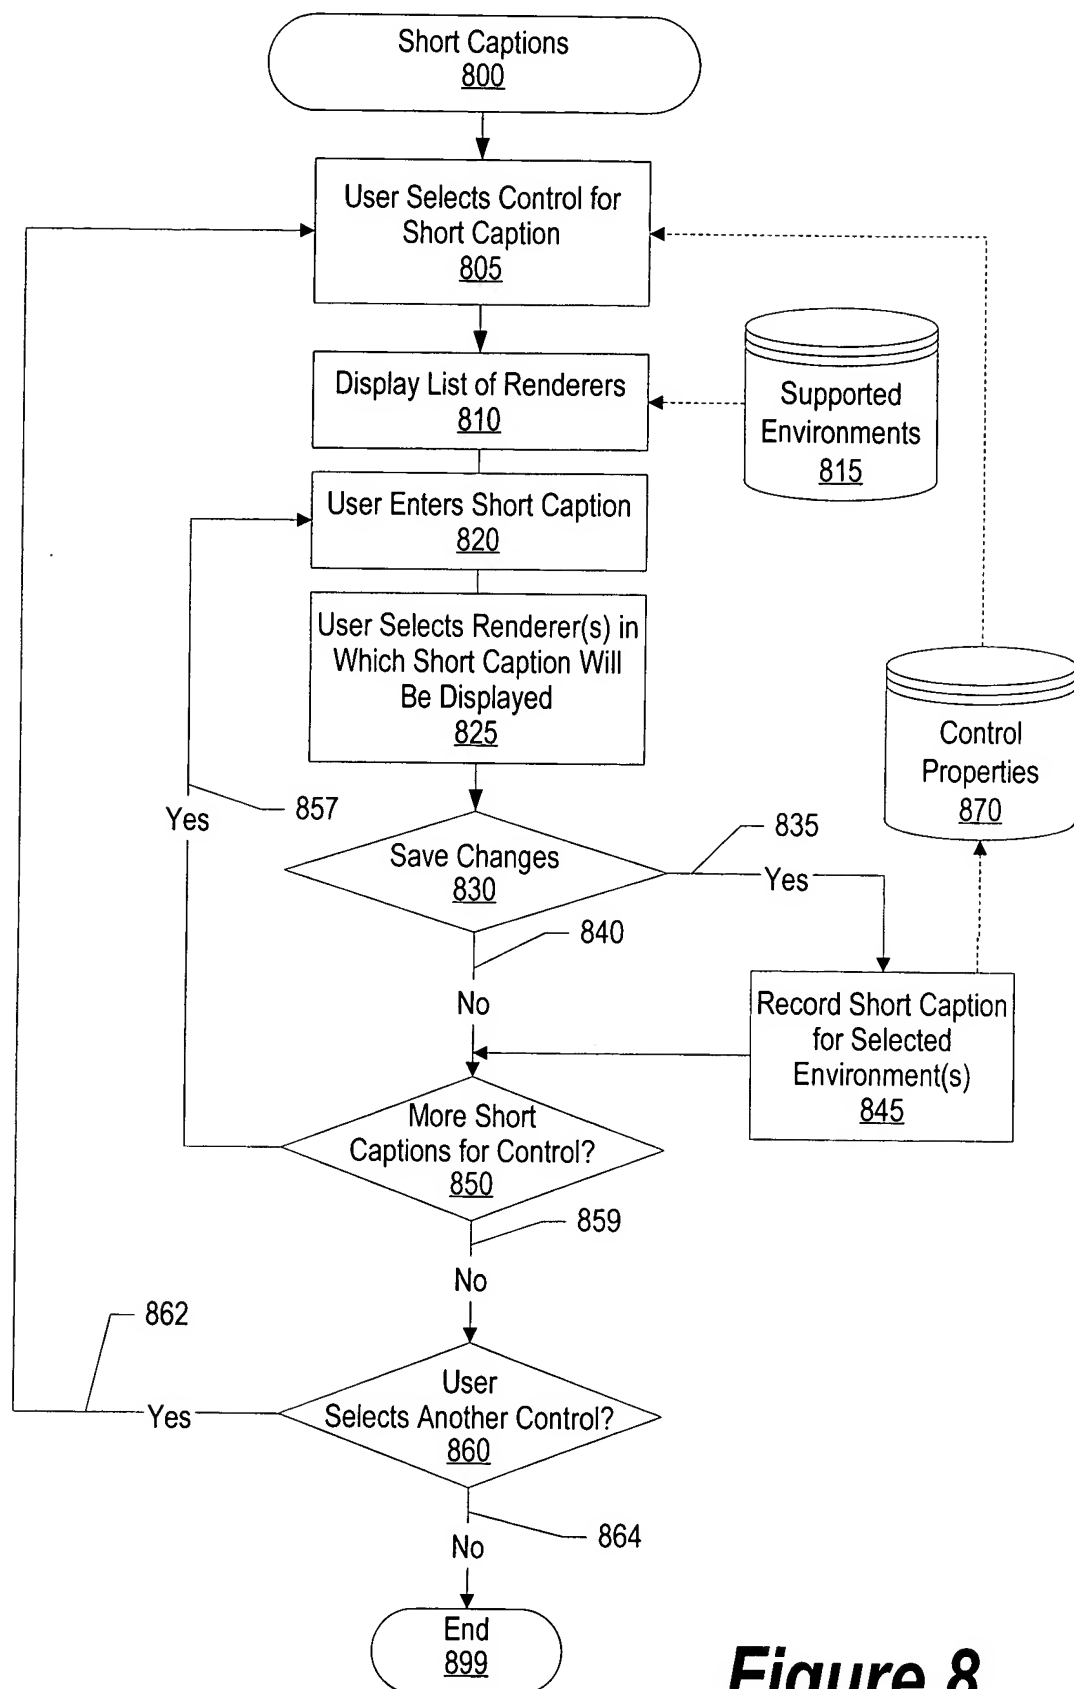 Short Captions
800
User Selects Control for
Short Caption
805
Display List of Renderers
810
Supported
Environments
815
User Enters Short Caption
820
User Selects Renderer(s) in
Which Short Caption Will
Be Displayed
825
Control
Properties
870
857
Yes
835
Save Changes
830
Yes
840
No
Record Short Caption
for Selected
Environment(s)
845
More Short
Captions for Control?
850
859
No
862
User
Selects Another Control?
860
Yes
864
No
End
899
Figure 8